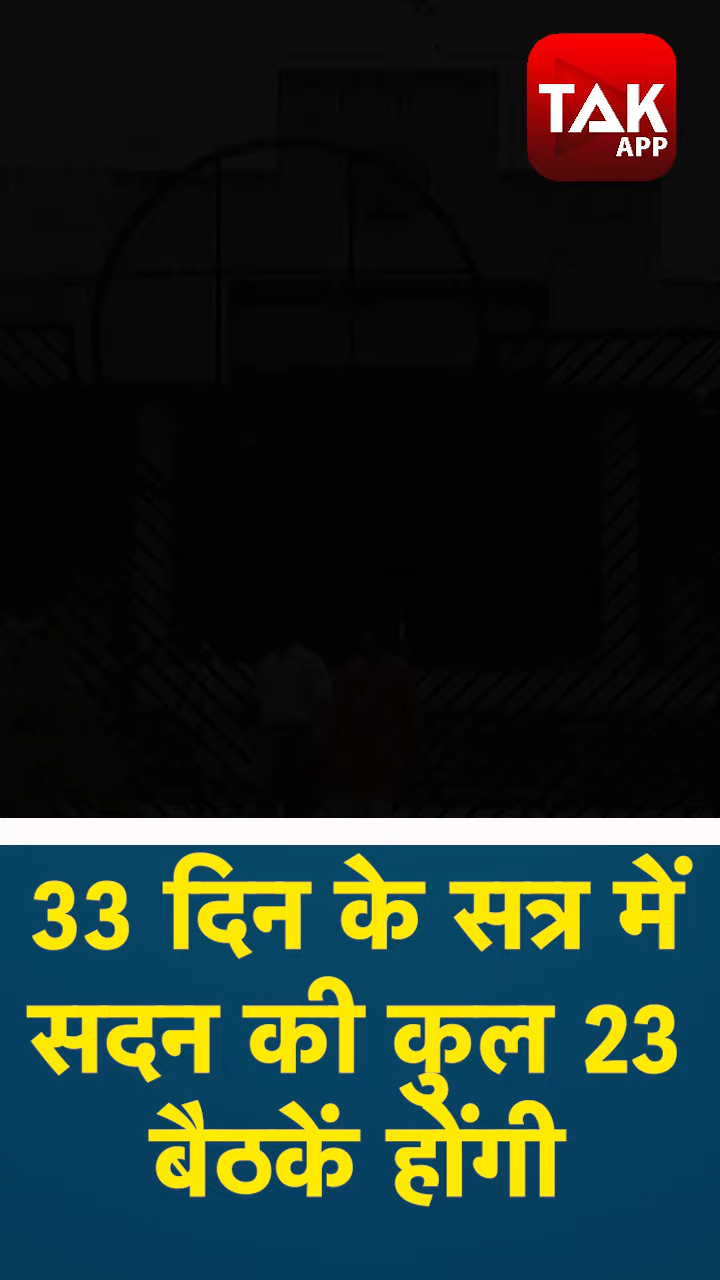 TAK
APP
33 दिन के सत्र में
सदन की कुल 23
बैठकें होंगी